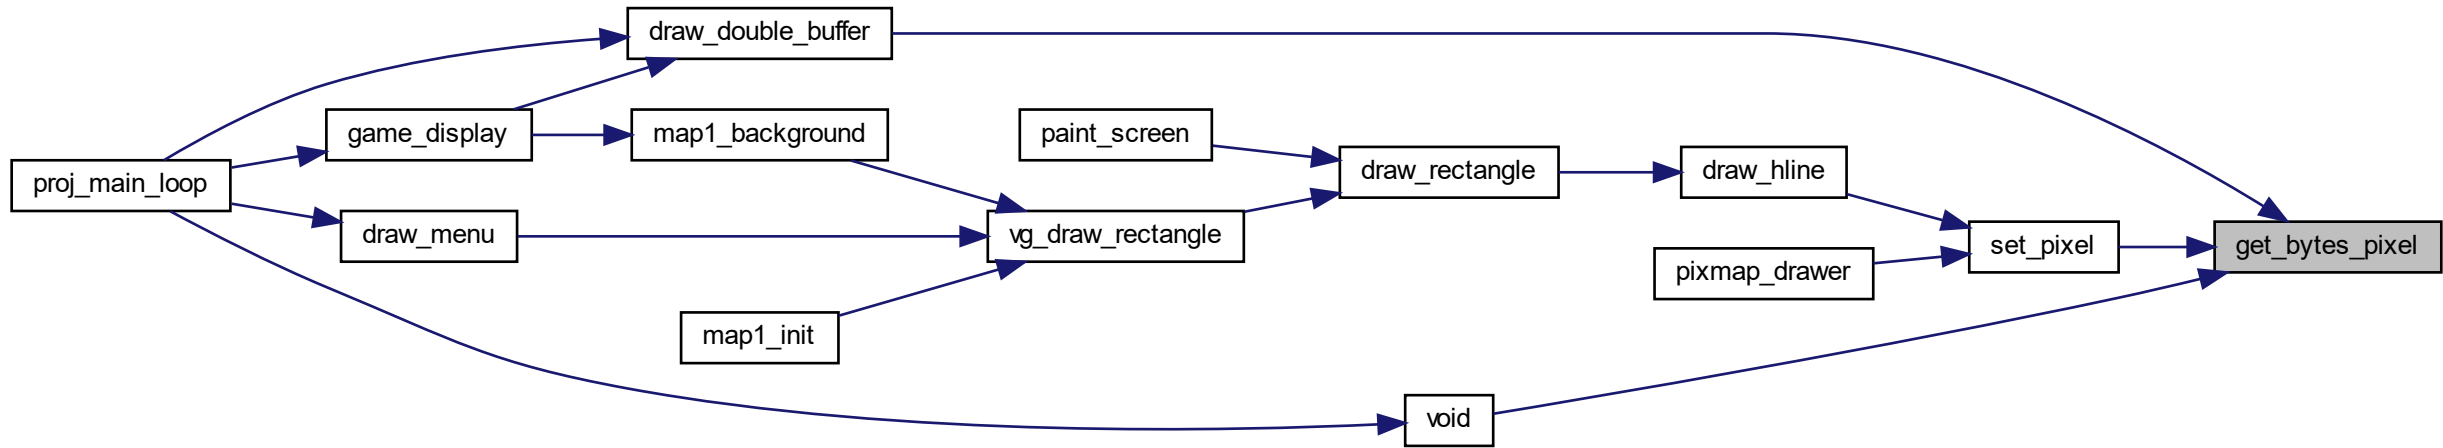 draw_double_buffer
game_display
map1_background
paint_screen
proj_main_loop
draw_rectangle
draw_hline
draw_menu
vg_draw_rectangle
set_pixel
get_bytes_pixel
pixmap_drawer
map1_init
void